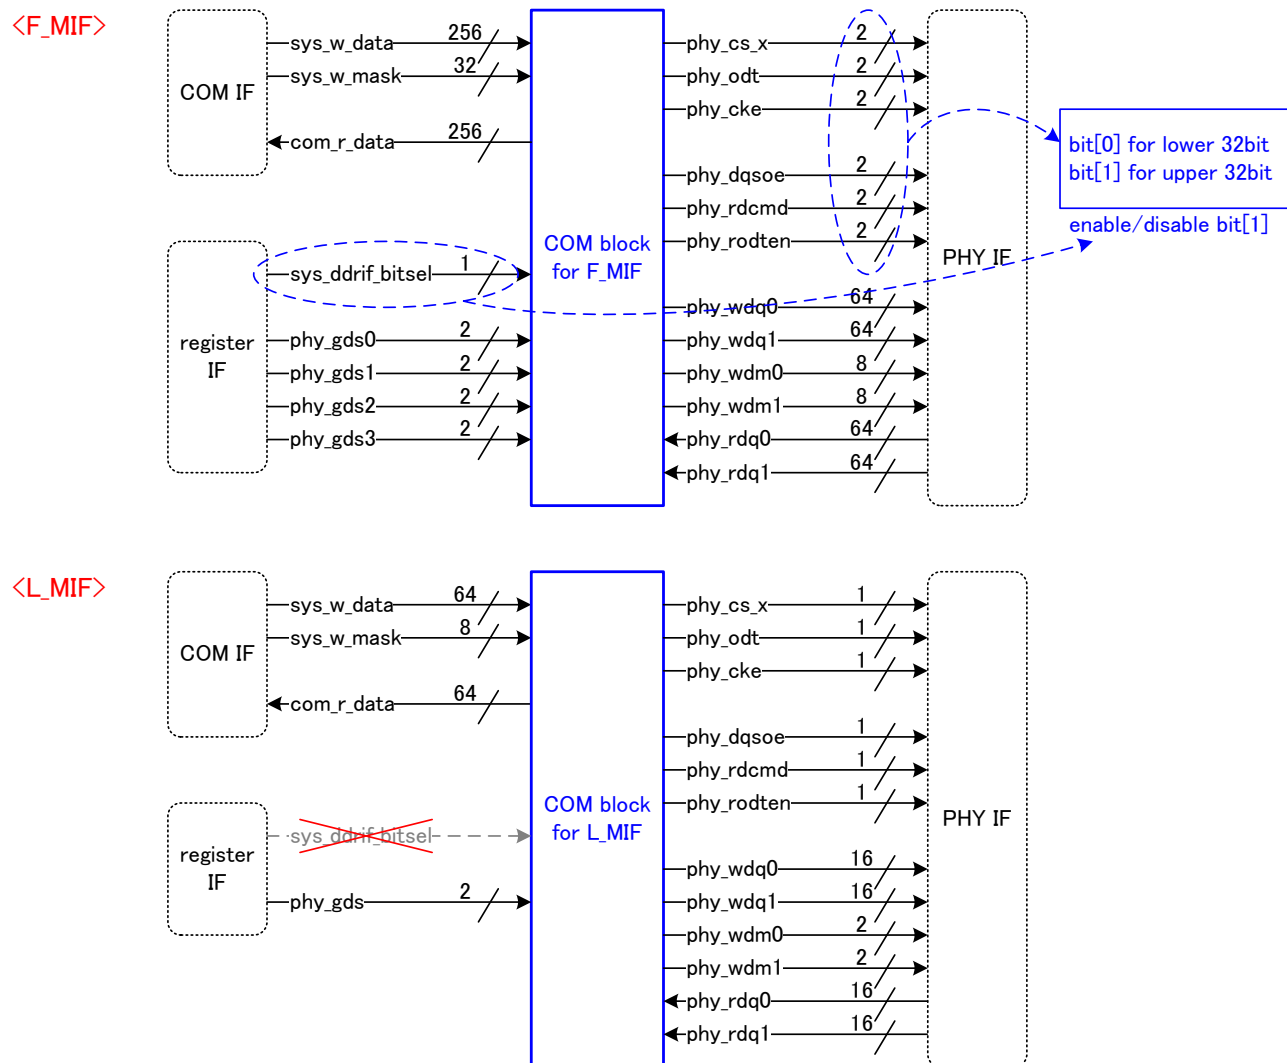 <F_MIF>
COM IF
sys_w_data 256
sys_w_mask 32
com_r_data 256
register
IF
sys_ddrif_bitsel 1
phy_gds0 2
phy_gds1 2
phy_gds2 2
phy_gds3 2
COM block
for F_MIF
phy_cs_x 2
phy_odt 2
phy_cke 2
phy_dqsoe 2
phy_rdcmd 2
phy_rodten 2
phy_wdq0 64
phy_wdq1 64
phy_wdm0 8
phy_wdm1 8
phy_rdq0 64
phy_rdq1 64
PHY IF
bit[0] for lower 32bit
bit[1] for upper 32bit
enable/disable bit[1]
<L_MIF>
COM IF
sys_w_data 64
sys_w_mask 8
com_r_data 64
register
IF
sys_ddrif_bitsel
phy_gds 2
COM block
for L_MIF
phy_cs_x 1
phy_odt 1
phy_cke 1
phy_dqsoe 1
phy_rdcmd 1
phy_rodten 1
phy_wdq0 16
phy_wdq1 16
phy_wdm0 2
phy_wdm1 2
phy_rdq0 16
phy_rdq1 16
PHY IF